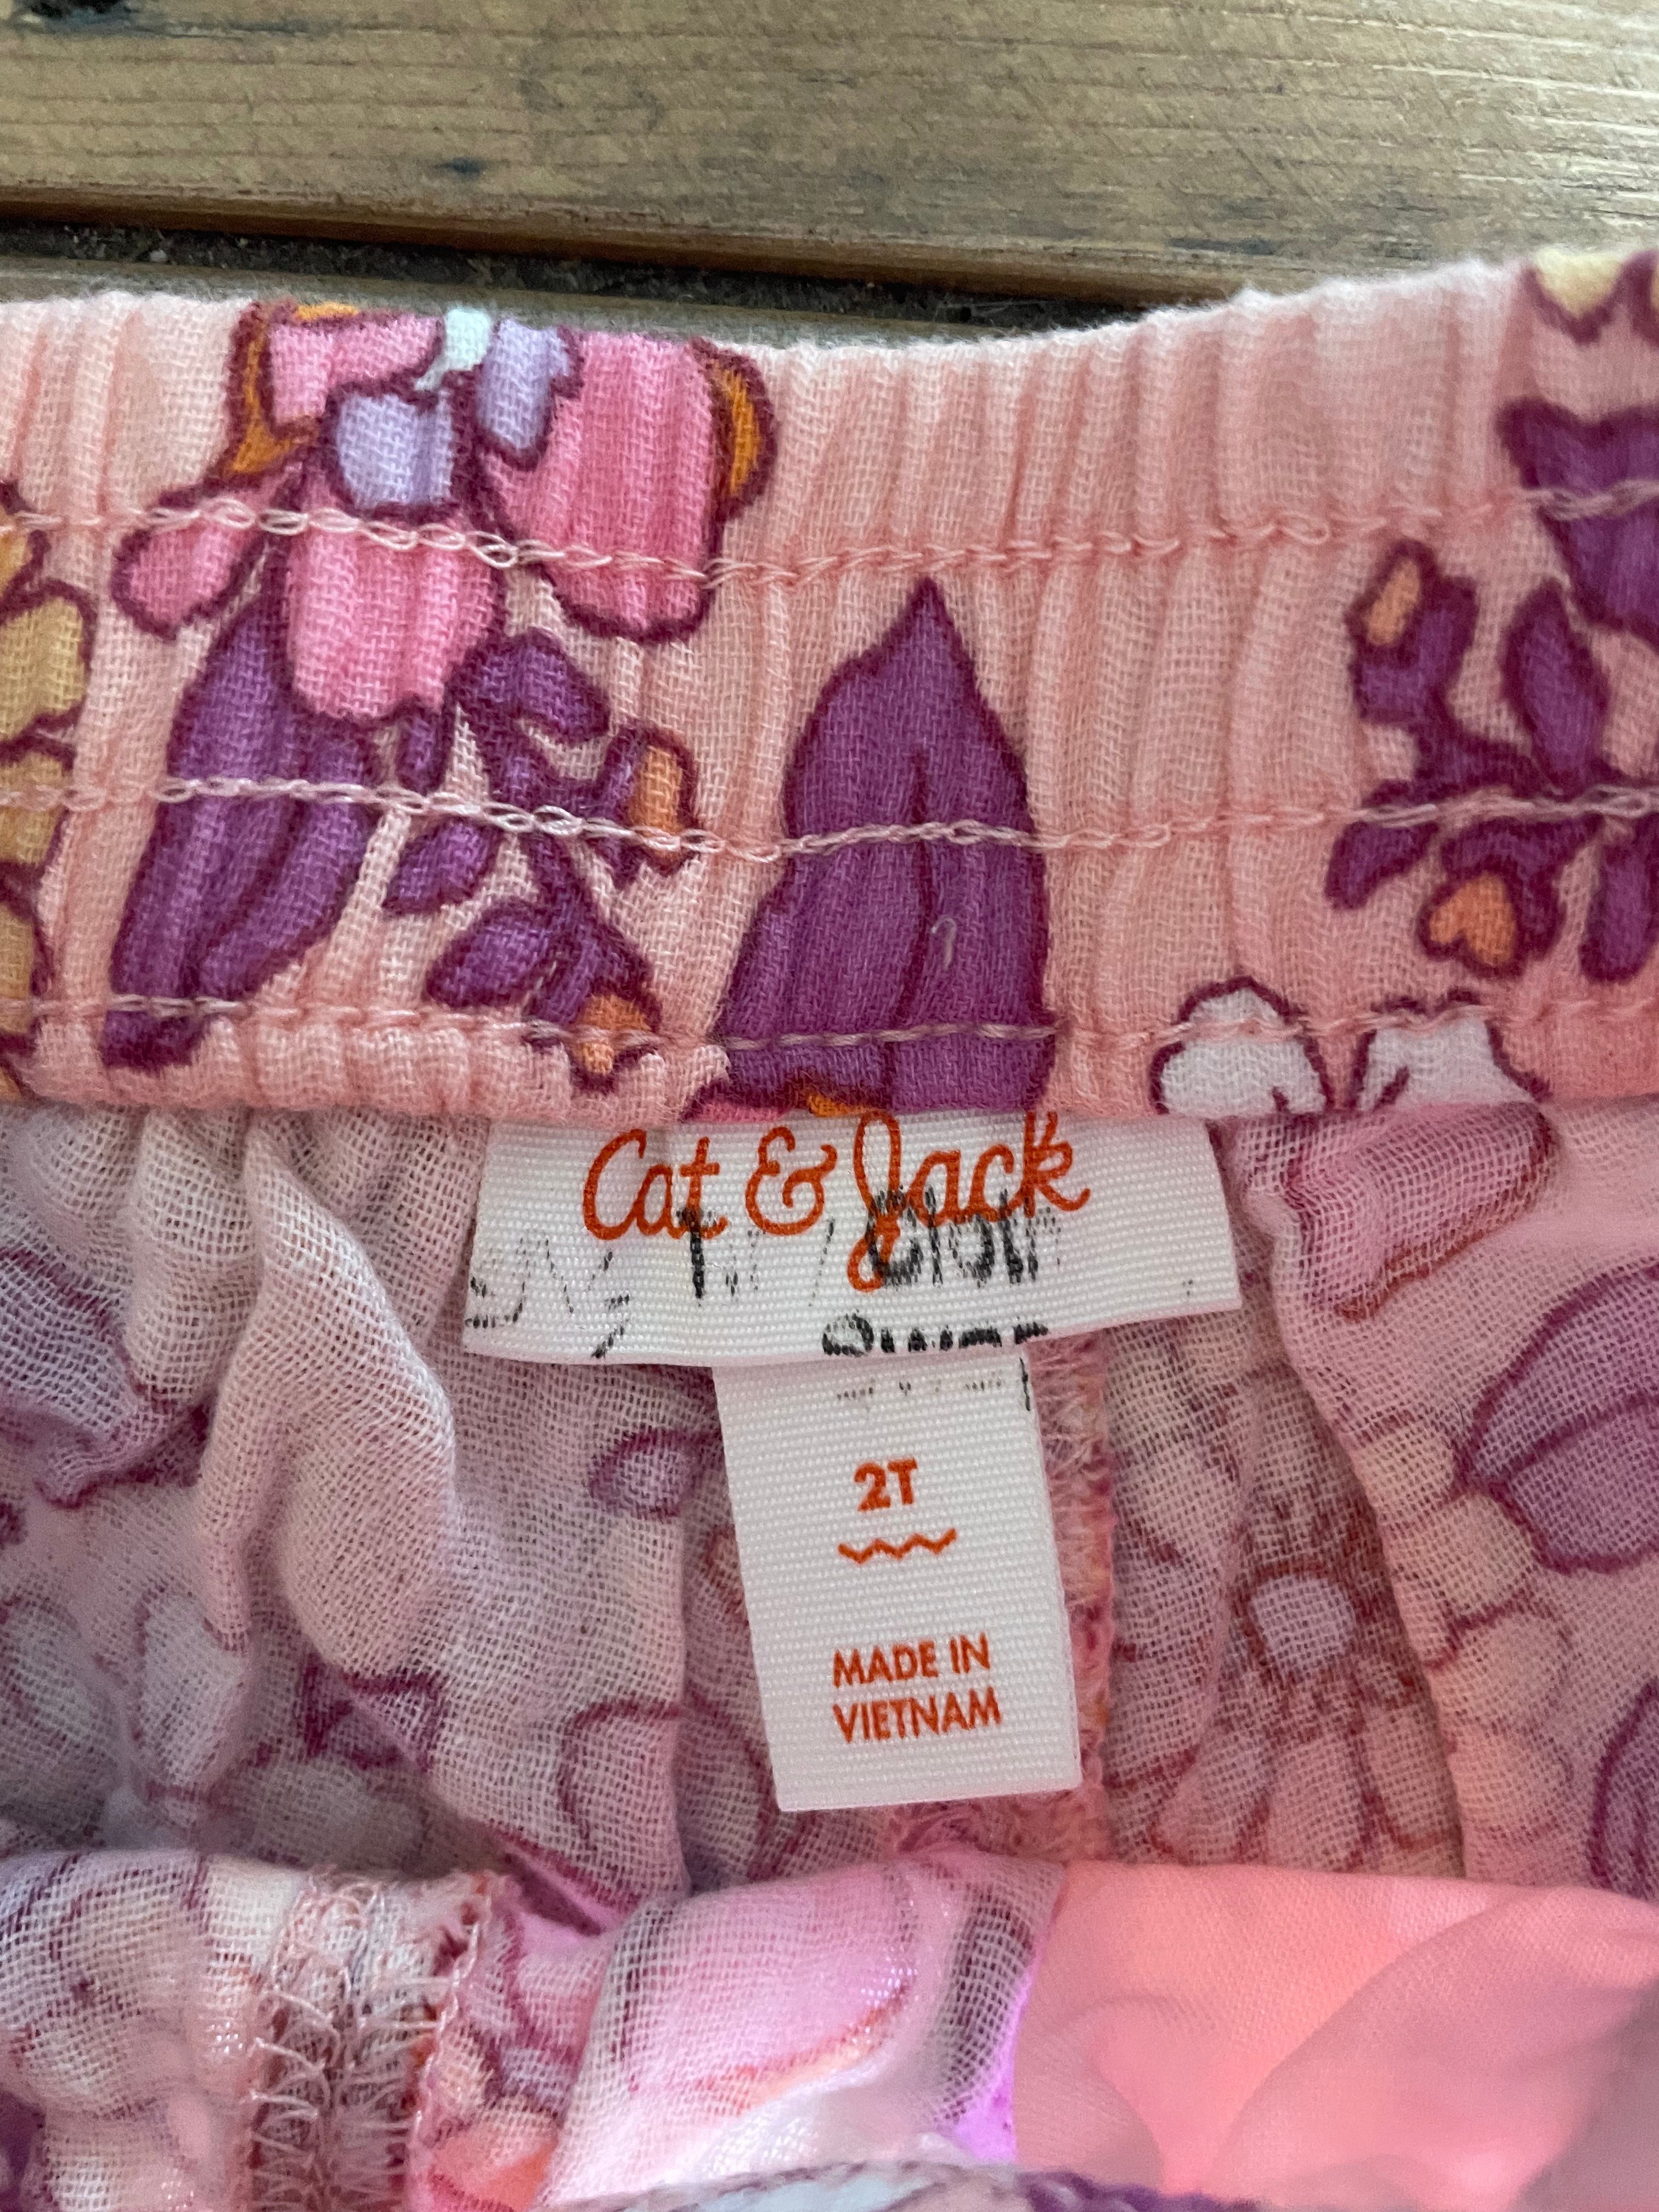 Cat & Jack
2T
MADE IN
VIETNAM